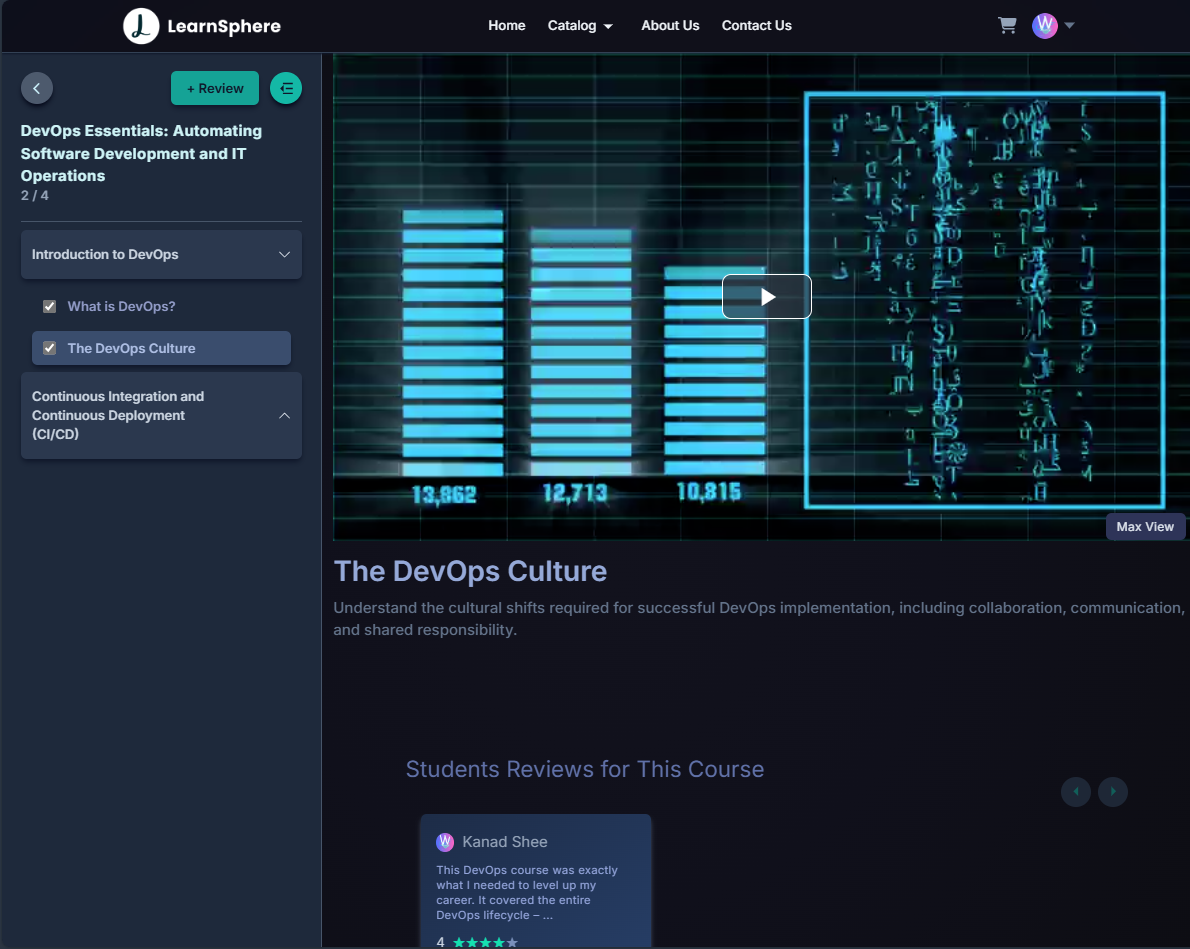 LearnSphere
Home
Catalog
About Us
Contact Us
+ Review
DevOps Essentials: Automating
Software Development and IT
Operations
2 / 4
Introduction to DevOps
What is DevOps?
The DevOps Culture
Continuous Integration and
Continuous Deployment
(CI/CD)
13,862
12,713
10,815
Max View
The DevOps Culture
Understand the cultural shifts required for successful DevOps implementation, including collaboration, communication,
and shared responsibility.
Students Reviews for This Course
Kanad Shee
This DevOps course was exactly
what I needed to level up my
career. It covered the entire
DevOps lifecycle – ...
4